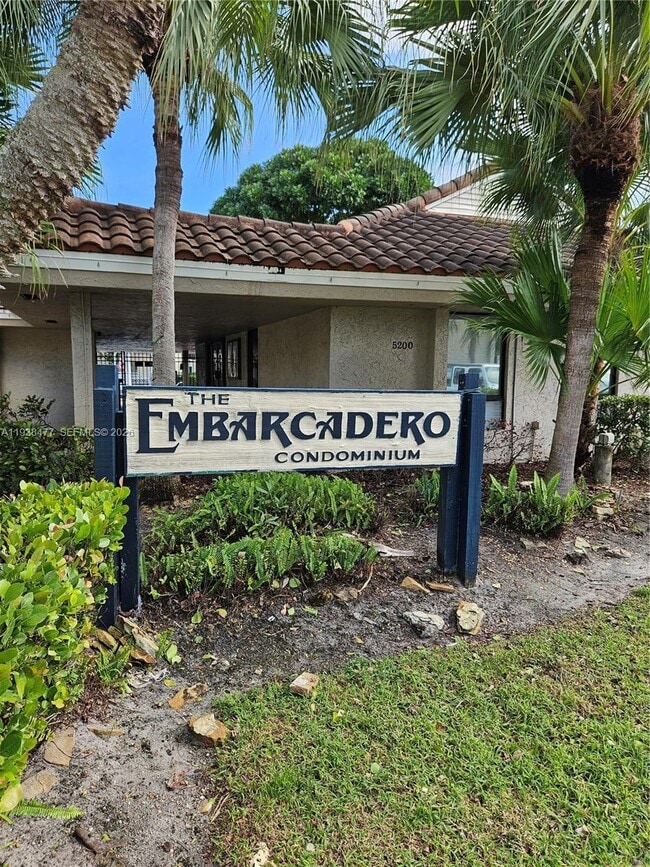 5200
THE
EMBARCADERO
CONDOMINIUM